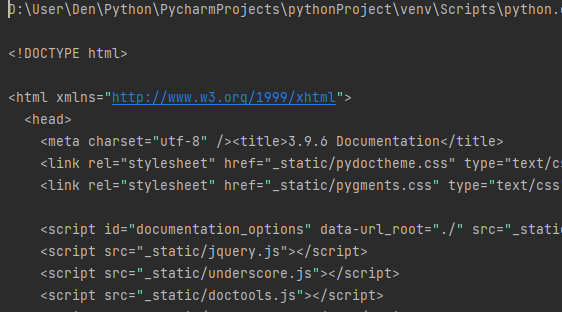 D:\User\Den\Python\PycharmProjects\pythonProject\venv\Scripts\python.
<!DOCTYPE html>
<html xmlns="http://www.w3.org/1999/xhtml">
<head>
<meta charset="utf-8" /><title>3.9.6 Documentation</title>
<link rel="stylesheet" href="_static/pydoctheme.css" type="text/cs
<link rel="stylesheet" href="_static/pygments.css" type="text/css
<script id="documentation_options" data-url_root="./" src="_stati
<script src="_static/jquery.js"></script>
<script src="_static/underscore.js"></script>
<script src="_static/doctools.js"></script>